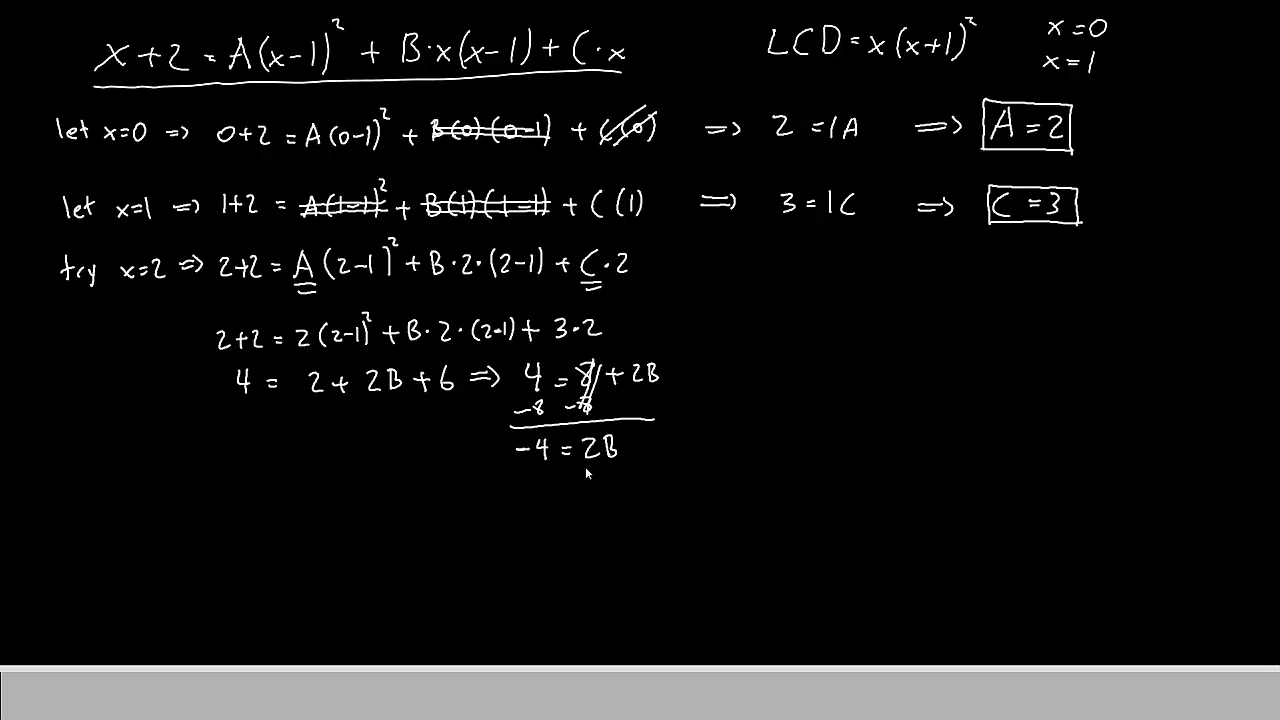 x+2 = A(x-1)² + B·x(x-1) + C·x
LCD = x(x+1)²
x=0
x=1
let x=0 ⇒ 0+2 = A(0-1)² + B(0)(0-1) + C(0) ⇒ 2 = 1A ⇒ A=2
let x=1 ⇒ 1+2 = A(1-1)² + B(1)(1-1) + C(1) ⇒ 3 = 1C ⇒ C=3
try x=2 ⇒ 2+2 = A(2-1)² + B·2·(2-1) + C·2
2+2 = 2(2-1)² + B·2·(2-1) + 3·2
4 = 2 + 2B + 6 ⇒ 4 = 8 + 2B
-8 -8
-4 = 2B